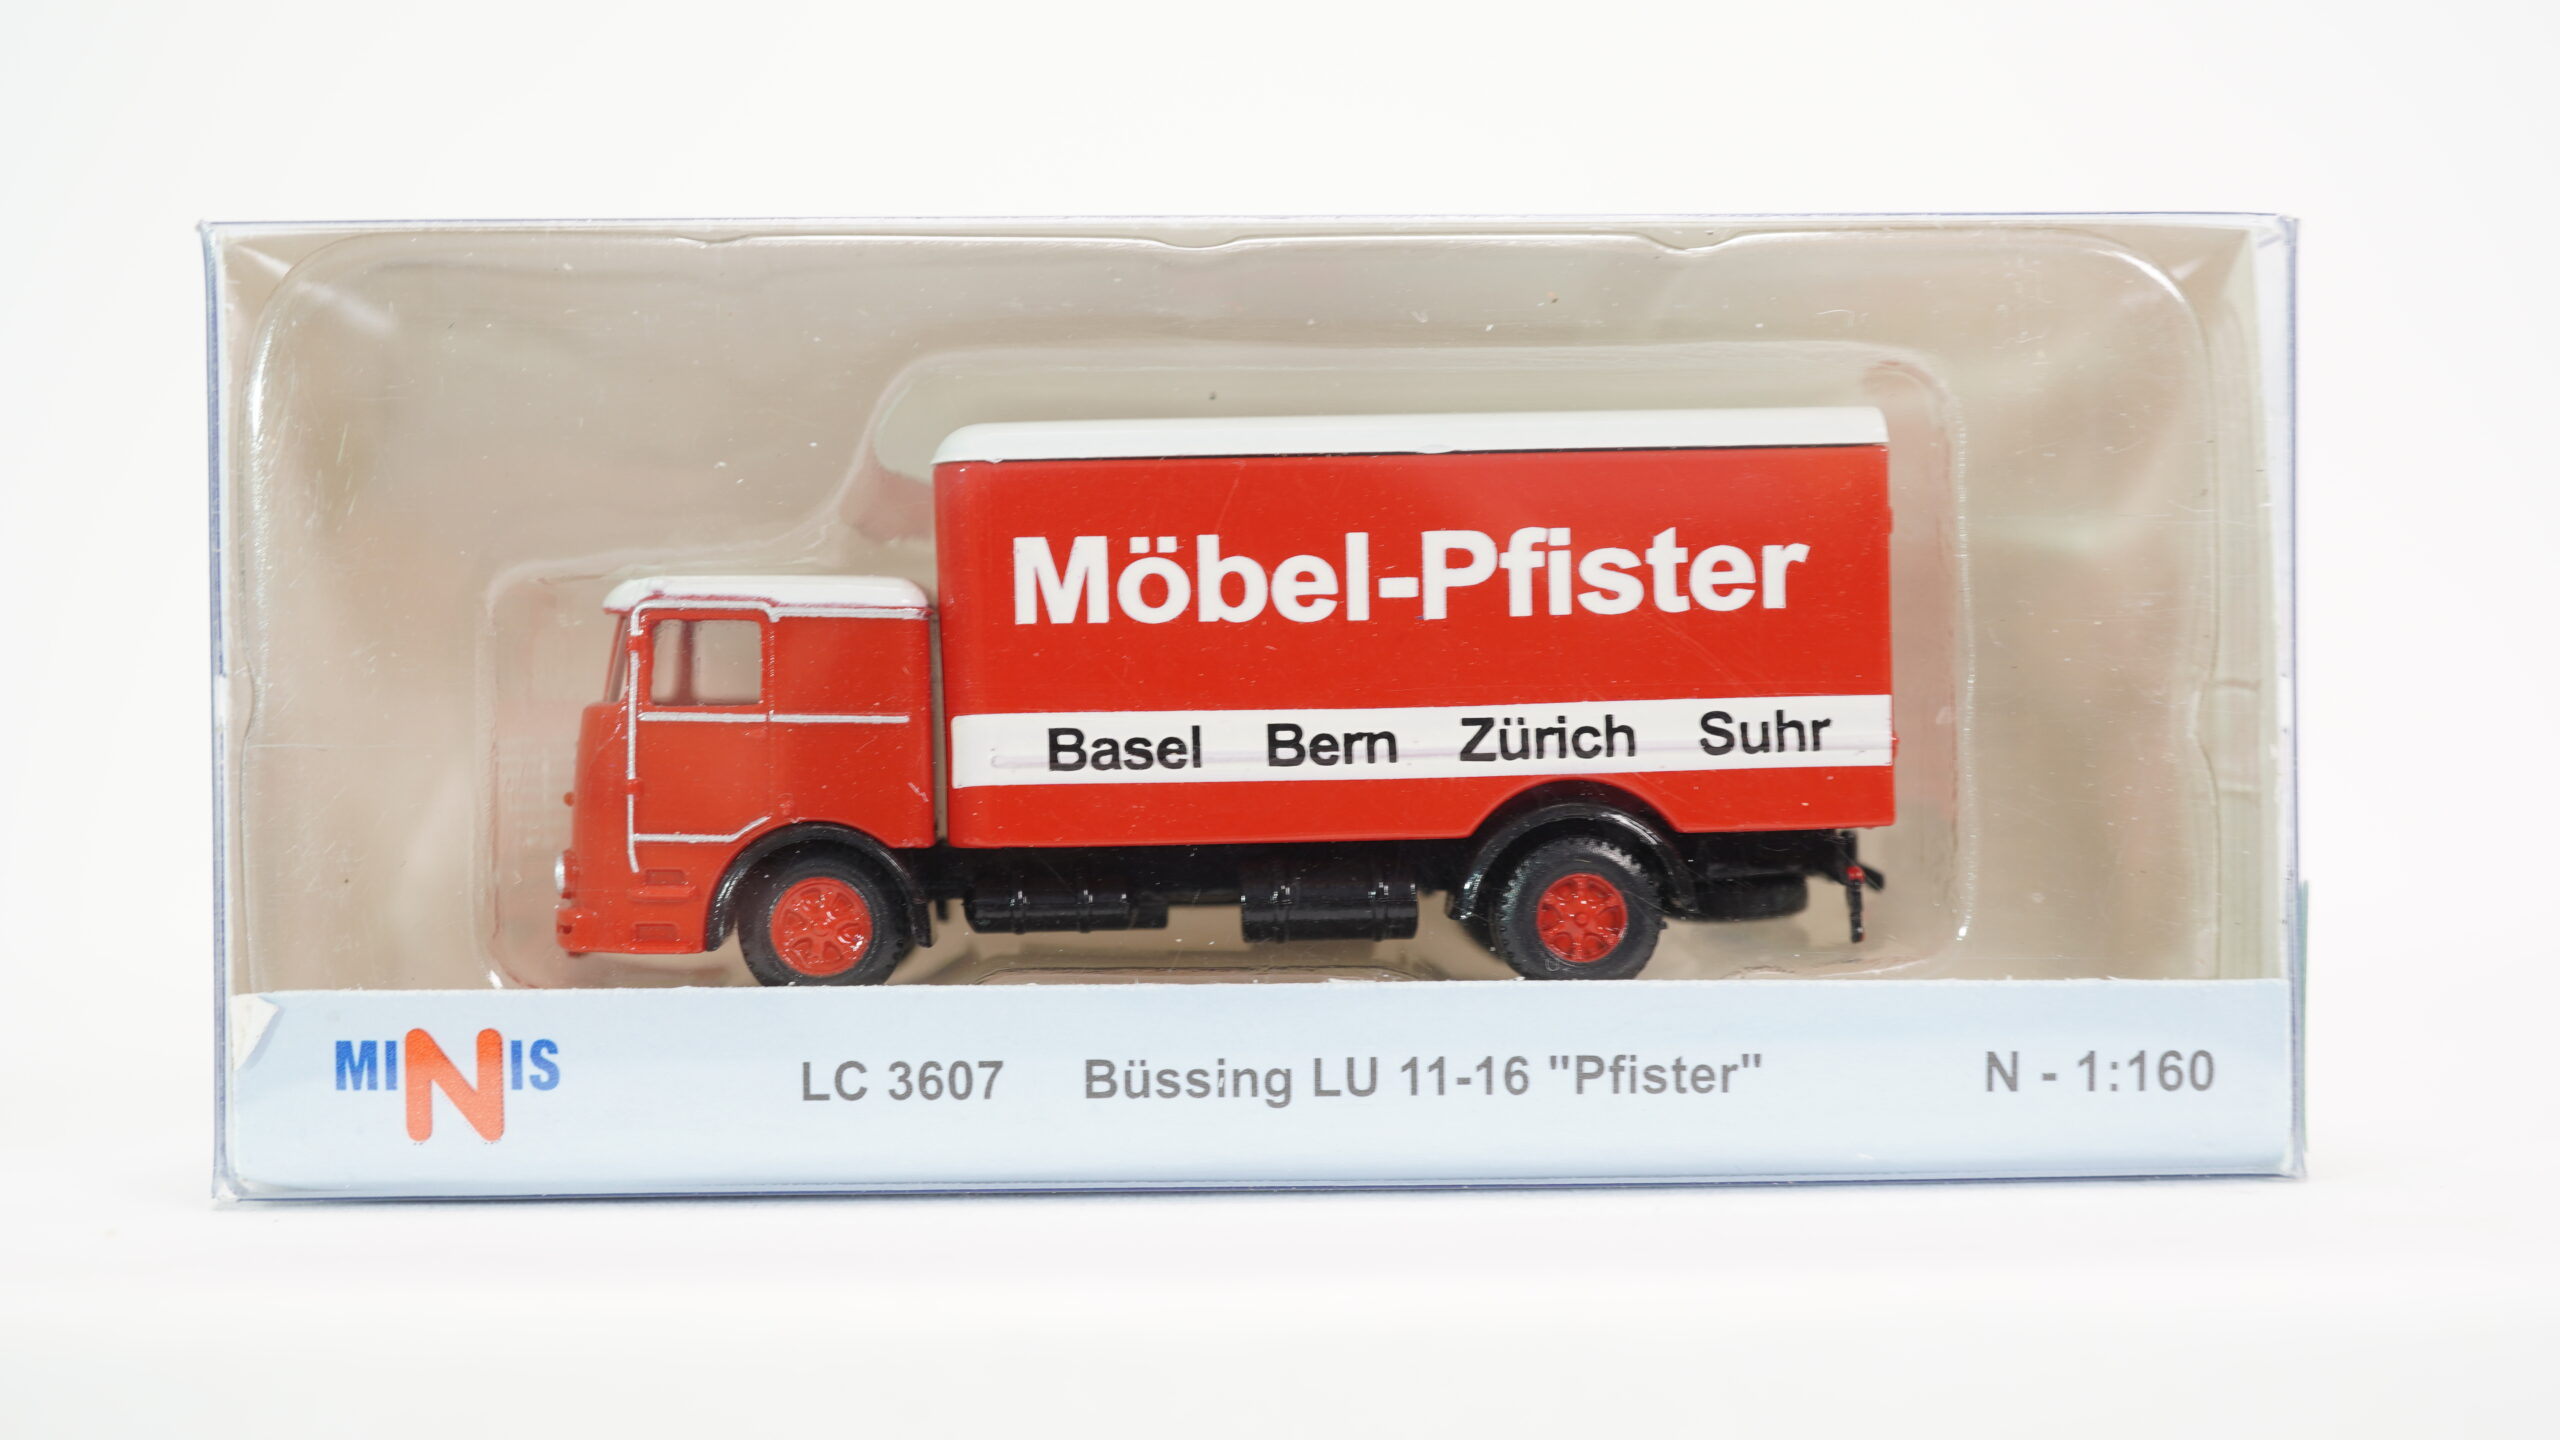 Möbel-Pfister
Basel Bern Zürich Suhr
MINIS LC 3607 Büssing LU 11-16 "Pfister" N - 1:160